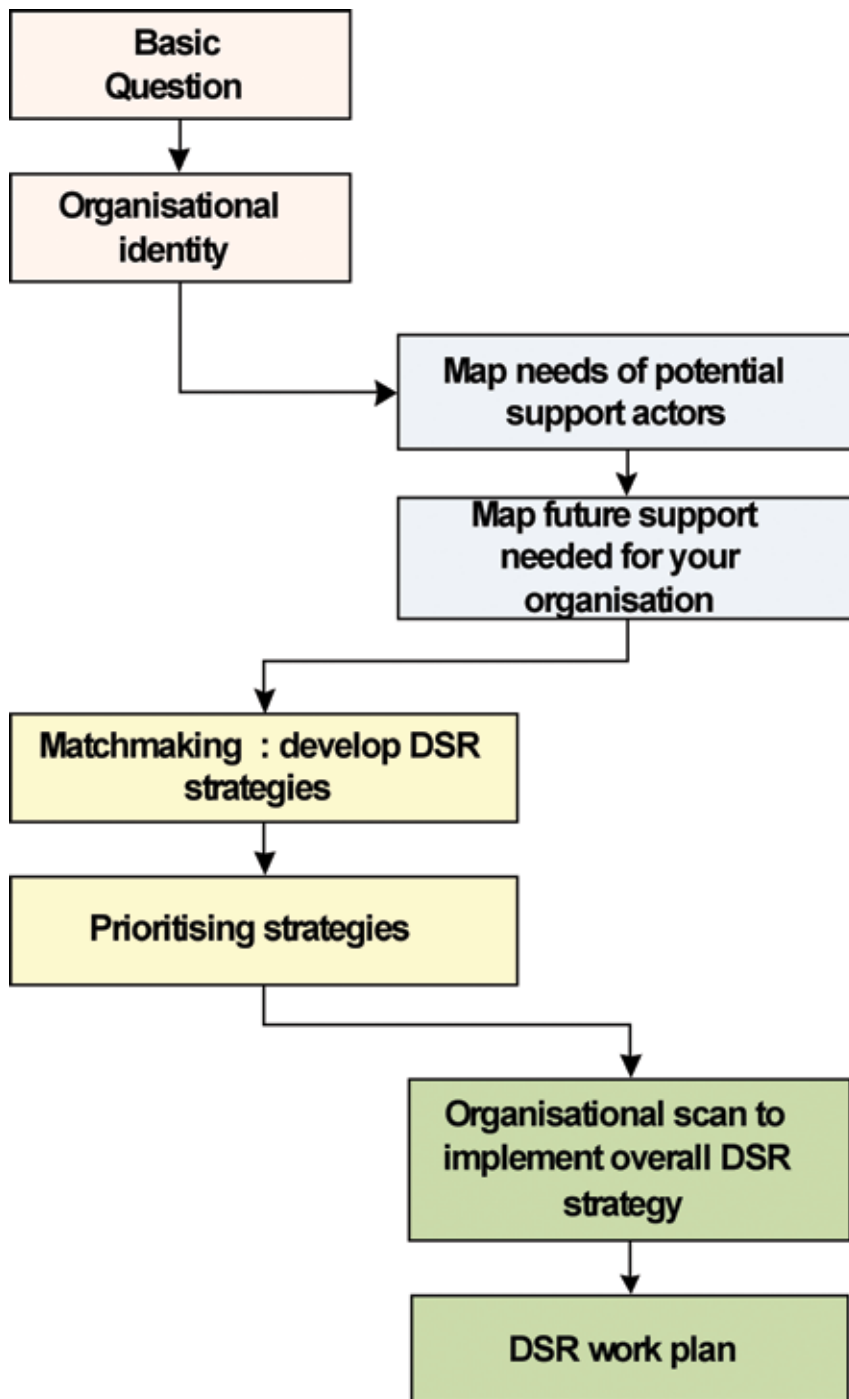 Basic
Question
Organisational
identity
Map needs of potential
support actors
Map future support
needed for your
organisation
Matchmaking : develop DSR
strategies
Prioritising strategies
Organisational scan to
implement overall DSR
strategy
DSR work plan